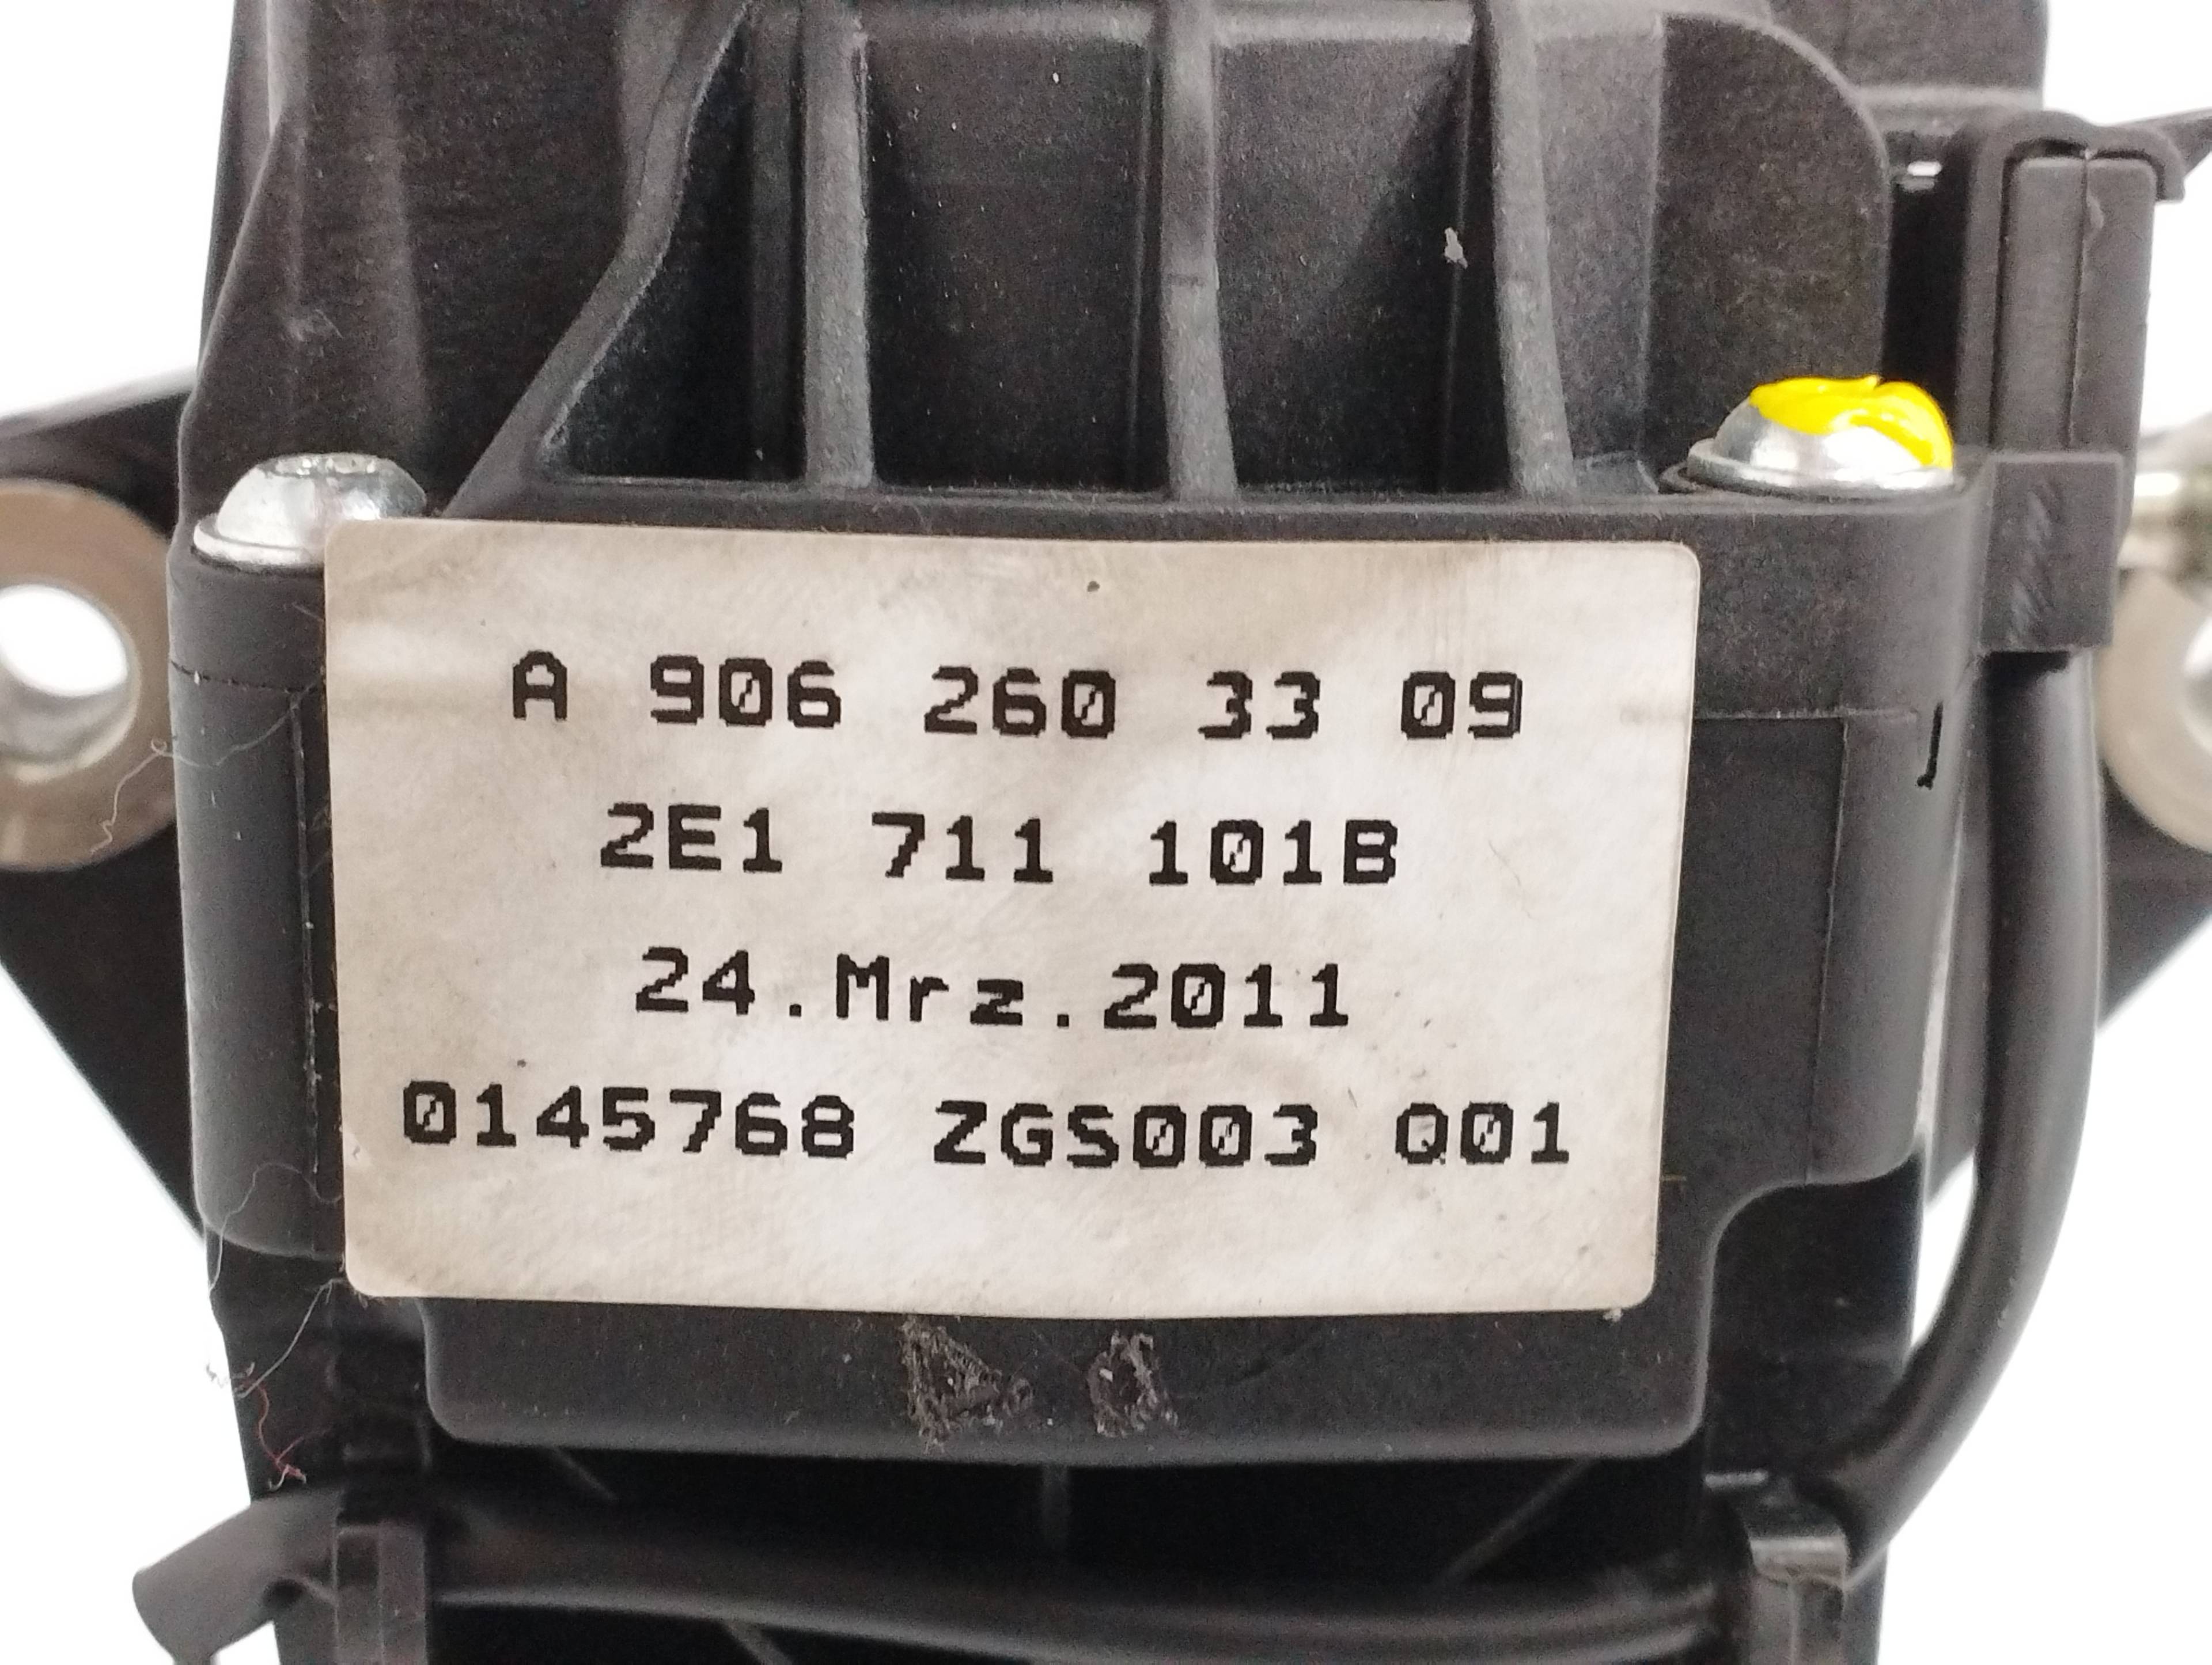 A 906 260 33 09
2E1 711 101B
24.Mrz.2011
0145768 ZGS003 Q01